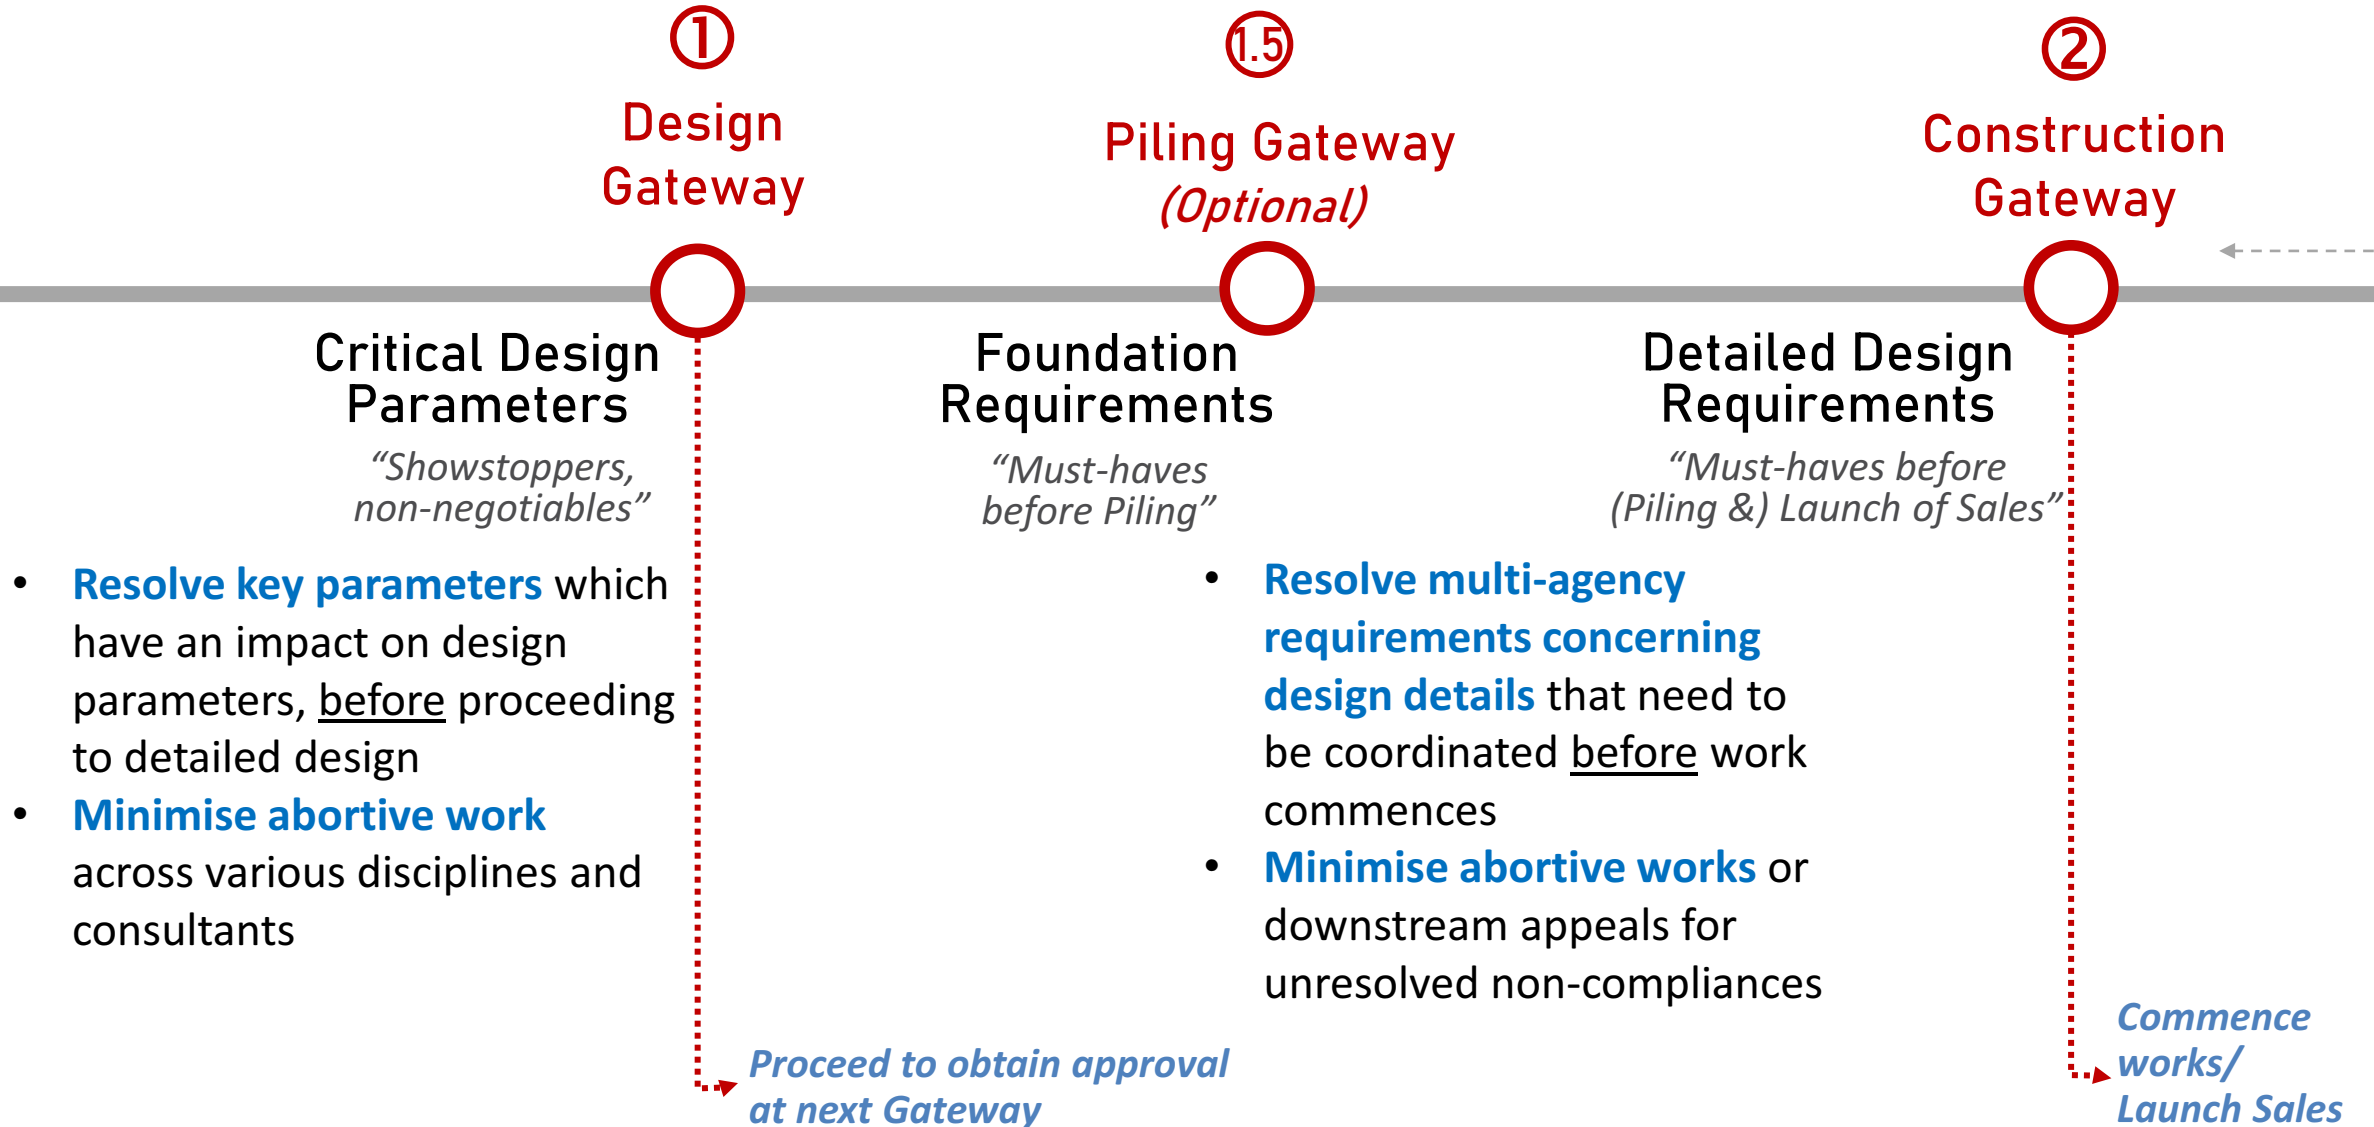 1
Design
Gateway
1.5
Piling Gateway
(Optional)
2
Construction
Gateway
Critical Design
Parameters
“Showstoppers,
non-negotiables”
Foundation
Requirements
“Must-haves
before Piling”
Detailed Design
Requirements
“Must-haves before
(Piling &) Launch of Sales”
• Resolve key parameters which
have an impact on design
parameters, before proceeding
to detailed design
• Minimise abortive work
across various disciplines and
consultants
• Resolve multi-agency
requirements concerning
design details that need to
be coordinated before work
commences
• Minimise abortive works or
downstream appeals for
unresolved non-compliances
Proceed to obtain approval
at next Gateway
Commence
works/
Launch Sales